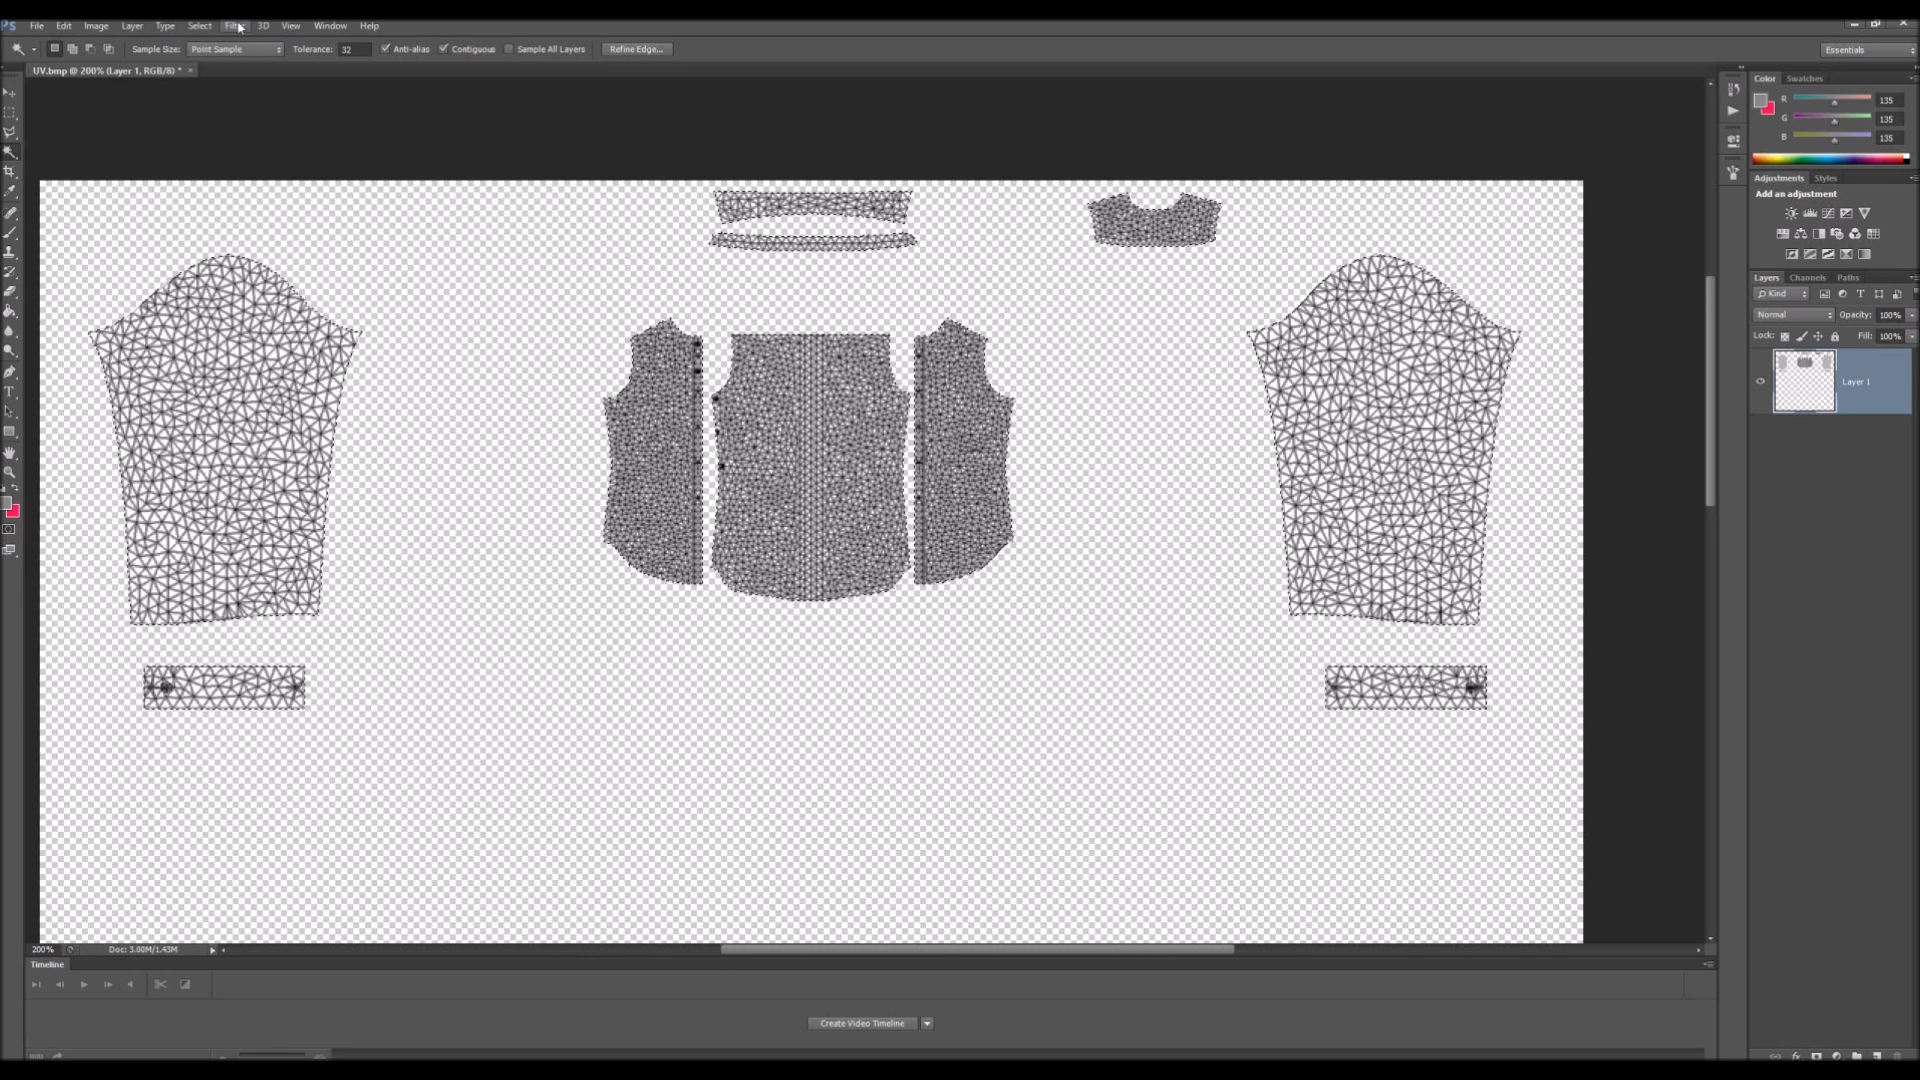 Ps File Edit Image Layer Type Select 3D View Window Help
Sample Size: Point Sample Tolerance: 32 Anti-alias Contiguous Sample All Layers Refine Edge... Essentials
UV.bmp @ 200% (Layer 1, RGB/8) * ×
Color Swatches
R 135
G 135
B 135
Adjustments Styles
Add an adjustment
Layers Channels Paths
Kind
Normal Opacity: 100%
Lock: Fill: 100%
Layer 1
200% Doc: 3.00M/1.43M
Timeline
Create Video Timeline